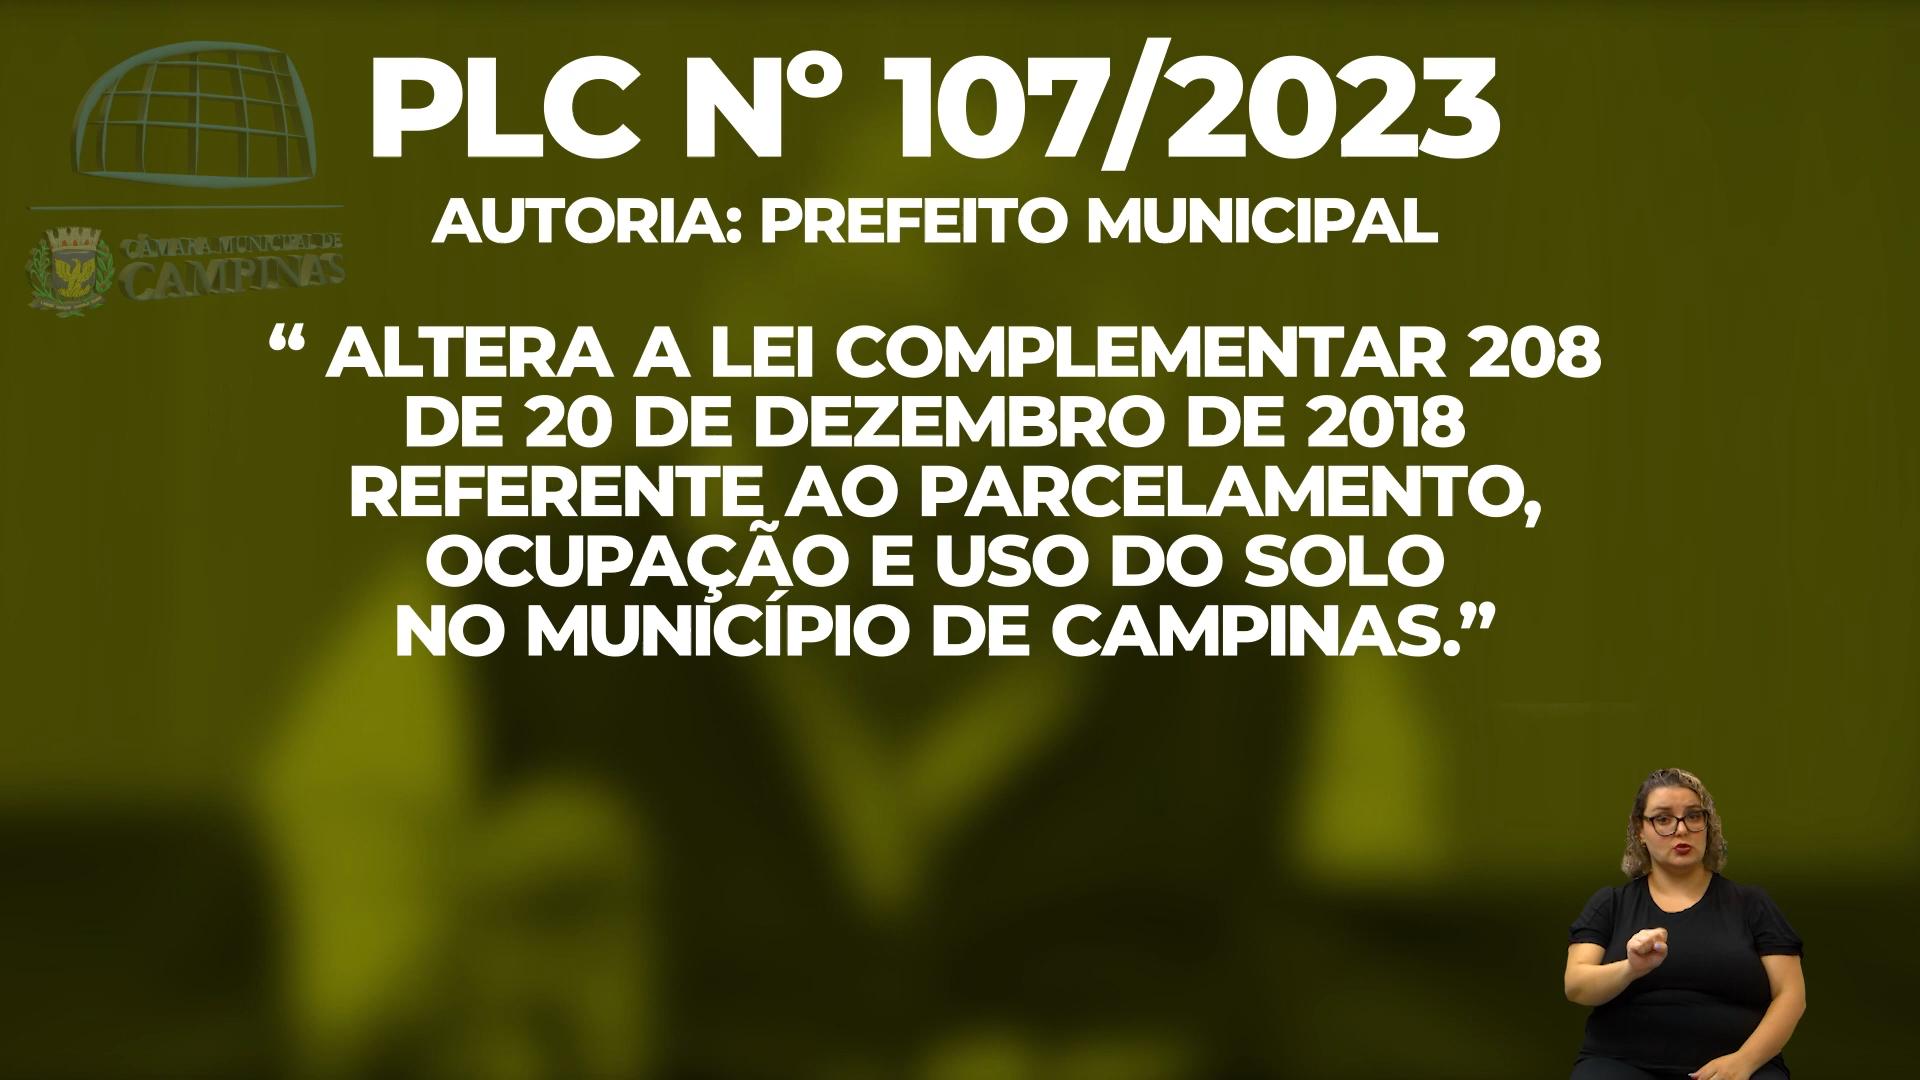 PLC Nº 107/2023
AUTORIA: PREFEITO MUNICIPAL
CÂMARA MUNICIPAL DE
CAMPINAS
“ ALTERA A LEI COMPLEMENTAR 208
DE 20 DE DEZEMBRO DE 2018
REFERENTE AO PARCELAMENTO,
OCUPAÇÃO E USO DO SOLO
NO MUNICÍPIO DE CAMPINAS.”